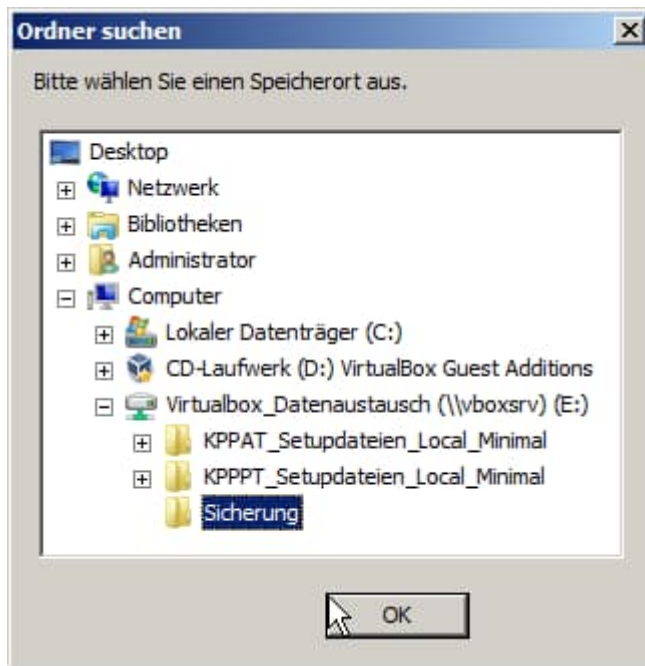 Ordner suchen
Bitte wählen Sie einen Speicherort aus.
Desktop
Netzwerk
Bibliotheken
Administrator
Computer
Lokaler Datenträger (C:)
CD-Laufwerk (D:) VirtualBox Guest Additions
Virtualbox_Datenaustausch (\\vboxsrv) (E:)
KPPAT_Setupdateien_Local_Minimal
KPPPT_Setupdateien_Local_Minimal
Sicherung
OK